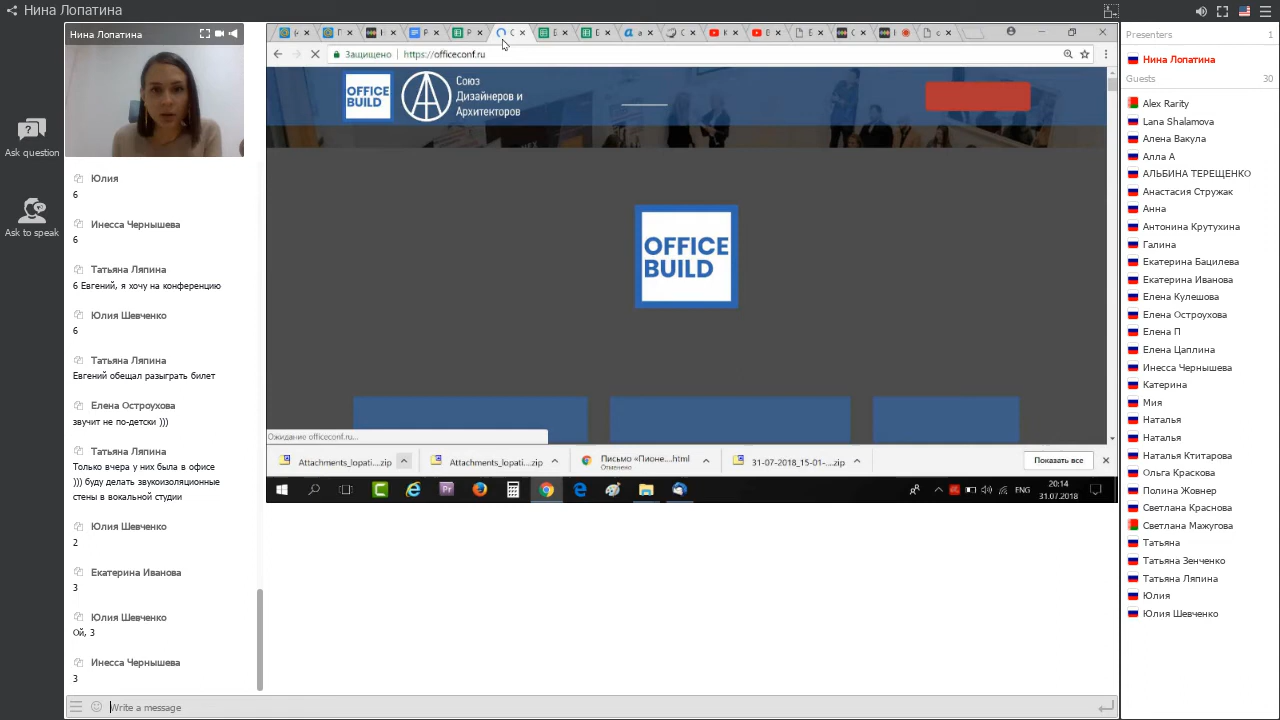 Нина Лопатина
Нина Лопатина
Ask question
Ask to speak
Юлия
6
Инесса Чернышева
6
Татьяна Ляпина
6 Евгений, я хочу на конференцию
Юлия Шевченко
6
Татьяна Ляпина
Евгений обещал разыграть билет
Елена Остроухова
звучит не по-детски )))
Татьяна Ляпина
Только вчера у них была в офисе
))) буду делать звукоизоляционные
стены в вокальной студии
Юлия Шевченко
2
Екатерина Иванова
3
Юлия Шевченко
Ой, 3
Инесса Чернышева
3
Write a message
Защищено
https://officeconf.ru
OFFICE
BUILD
Союз
Дизайнеров и
Архитекторов
OFFICE
BUILD
Ожидание officeconf.ru...
Attachments_lopati....zip
Attachments_lopati....zip
Письмо «Пионе....html
Отменено
31-07-2018_15-01-....zip
Показать все
ENG
20:14
31.07.2018
Presenters 1
Нина Лопатина
Guests 30
Alex Rarity
Lana Shalamova
Алена Вакула
Алла А
АЛЬБИНА ТЕРЕЩЕНКО
Анастасия Стружак
Анна
Антонина Крутухина
Галина
Екатерина Бацилева
Екатерина Иванова
Елена Кулешова
Елена Остроухова
Елена П
Елена Цаплина
Инесса Чернышева
Катерина
Мия
Наталья
Наталья
Наталья Ктитарова
Ольга Краскова
Полина Жовнер
Светлана Краснова
Светлана Мажугова
Татьяна
Татьяна Зенченко
Татьяна Ляпина
Юлия
Юлия Шевченко